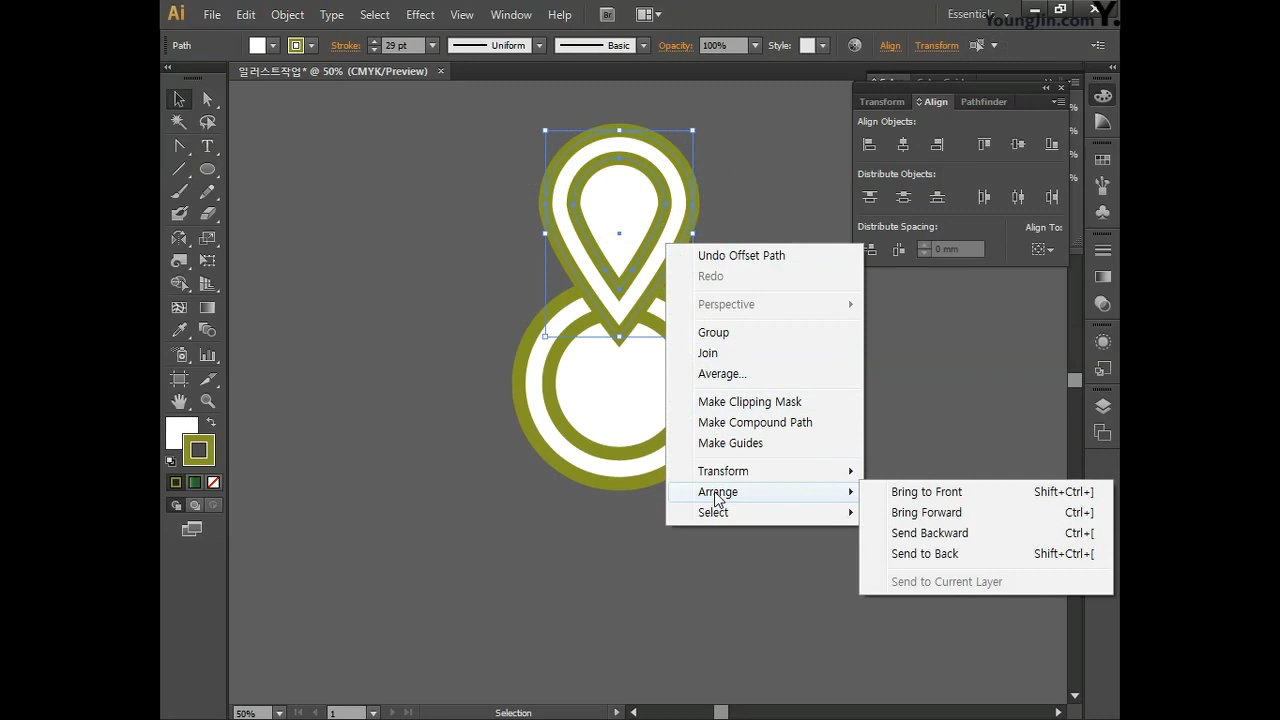 Ai File Edit Object Type Select Effect View Window Help Br Essentials
YoungJin.com Y.
Path Stroke: 29 pt Uniform Basic Opacity: 100% Style: Align Transform
일러스트작업* @ 50% (CMYK/Preview)
Transform Align Pathfinder
Align Objects:
Distribute Objects:
Distribute Spacing: Align To:
0 mm
Undo Offset Path
Redo
Perspective
Group
Join
Average...
Make Clipping Mask
Make Compound Path
Make Guides
Transform
Arrange
Select
Bring to Front Shift+Ctrl+]
Bring Forward Ctrl+]
Send Backward Ctrl+[
Send to Back Shift+Ctrl+[
Send to Current Layer
50% 1 Selection